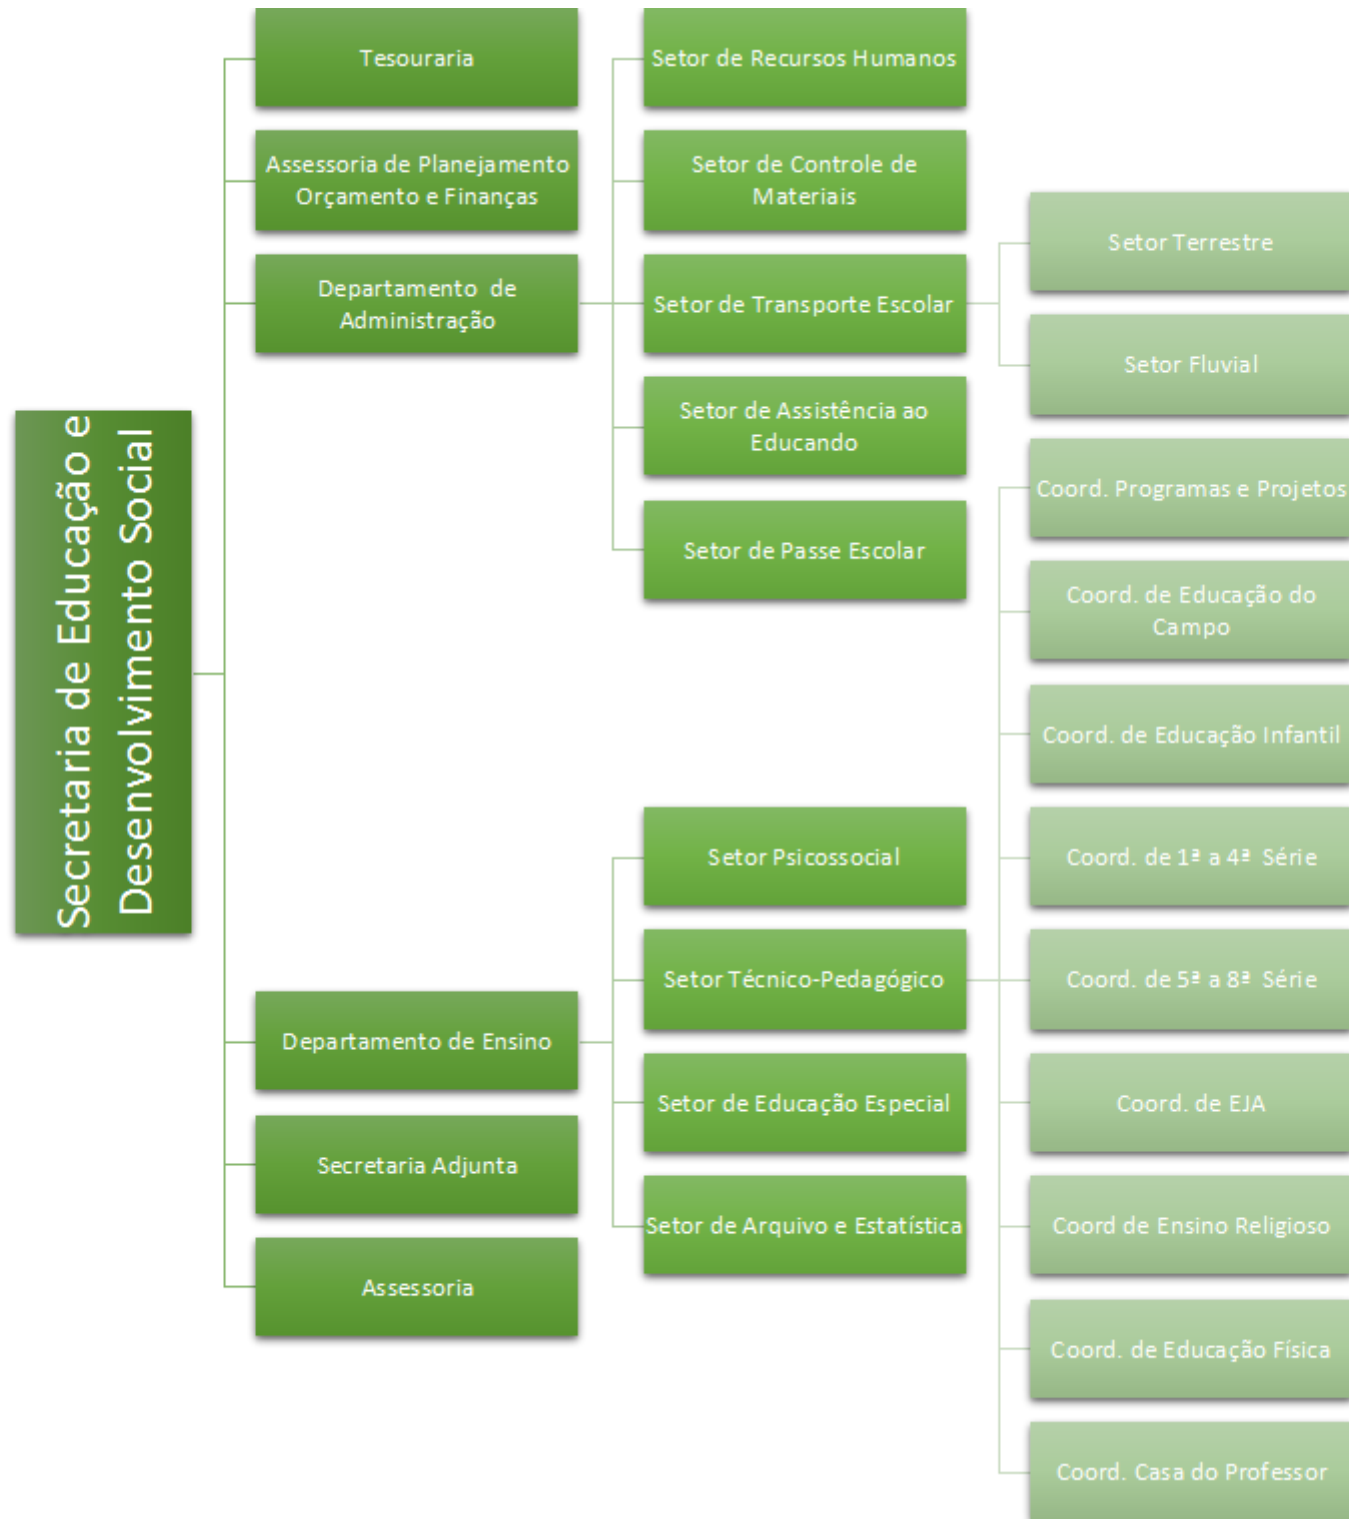 Secretaria de Educação e
Desenvolvimento Social
Tesouraria
Assessoria de Planejamento
Orçamento e Finanças
Departamento  de
Administração
Setor de Recursos Humanos
Setor de Controle de
Materiais
Setor de Transporte Escolar
Setor Terrestre
Setor Fluvial
Setor de Assistência ao
Educando
Setor de Passe Escolar
Departamento de Ensino
Setor Psicossocial
Setor Técnico-Pedagógico
Coord. Programas e Projetos
Coord. de Educação do
Campo
Coord. de Educação Infantil
Coord. de 1ª a 4ª  Série
Coord. de 5ª a 8ª  Série
Coord. de EJA
Coord de Ensino Religioso
Coord. de Educação Física
Coord. Casa do Professor
Setor de Educação Especial
Setor de Arquivo e Estatística
Secretaria Adjunta
Assessoria